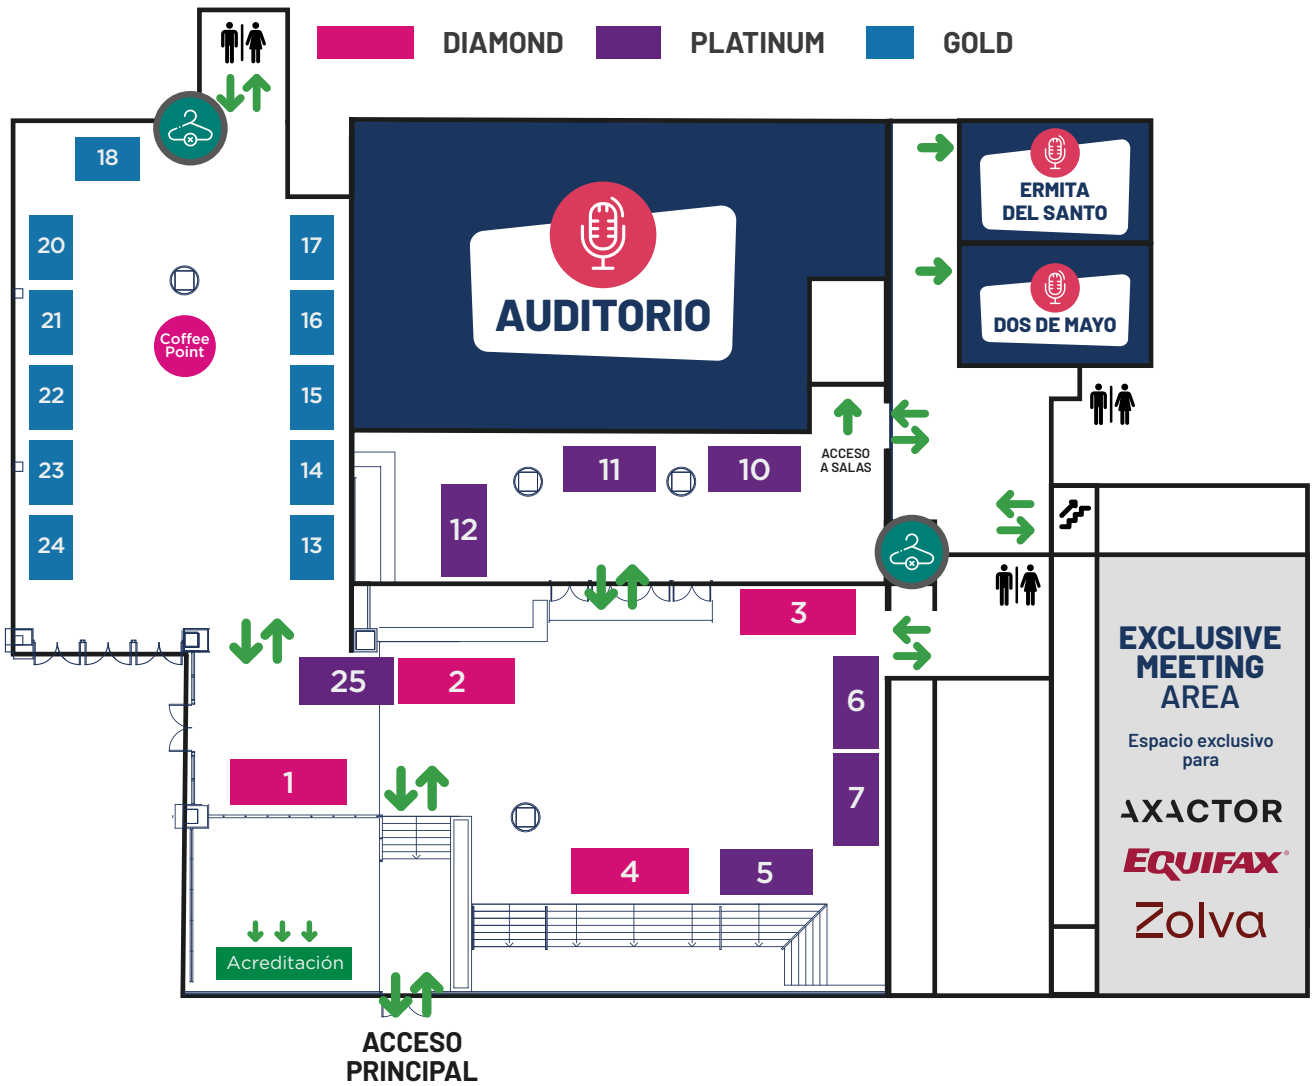 DIAMOND
PLATINUM
GOLD
18
20
17
ERMITA
DEL SANTO
AUDITORIO
DOS DE MAYO
21
16
Coffee
Point
22
15
23
14
11
10
ACCESO
A SALAS
24
13
12
3
25
2
6
EXCLUSIVE
MEETING
AREA
Espacio exclusivo
para
1
7
AXACTOR
EQUIFAX®
4
5
Zolva
Acreditación
ACCESO
PRINCIPAL